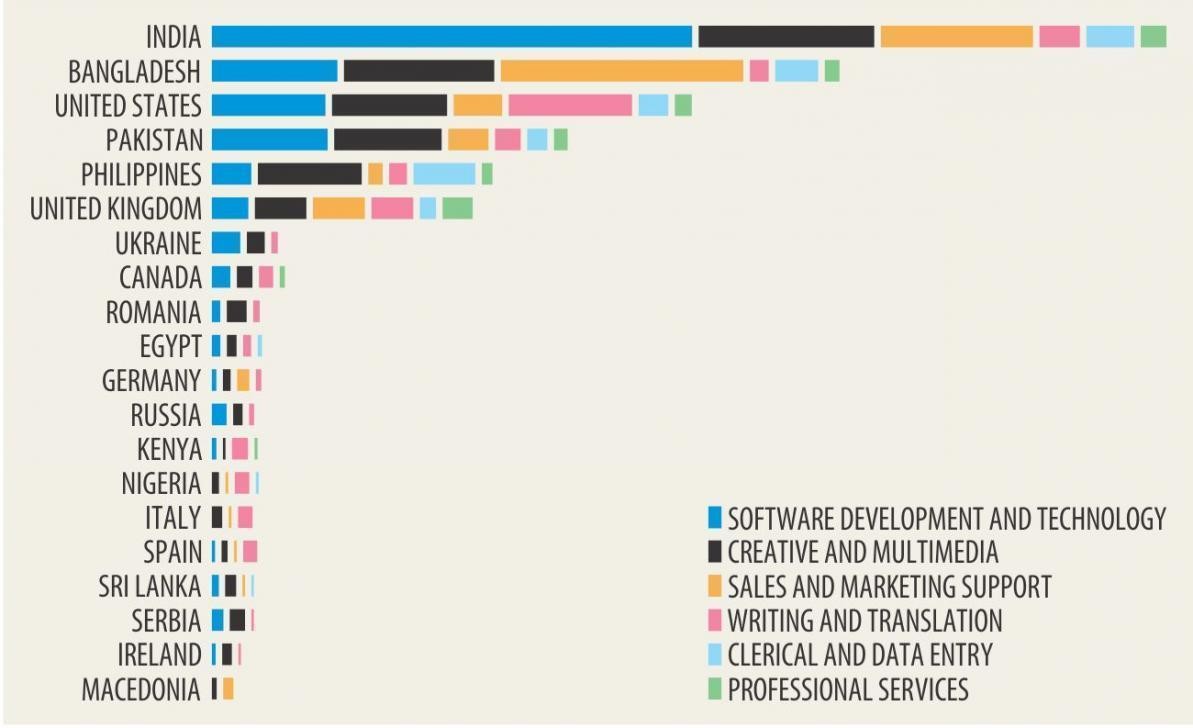 INDIA
BANGLADESH
UNITED STATES
PAKISTAN
PHILIPPINES
UNITED KINGDOM
UKRAINE
CANADA
ROMANIA
EGYPT
GERMANY
RUSSIA
KENYA
NIGERIA
ITALY
SPAIN
SRI LANKA
SERBIA
IRELAND
MACEDONIA
SOFTWARE DEVELOPMENT AND TECHNOLOGY
CREATIVE AND MULTIMEDIA
SALES AND MARKETING SUPPORT
WRITING AND TRANSLATION
CLERICAL AND DATA ENTRY
PROFESSIONAL SERVICES